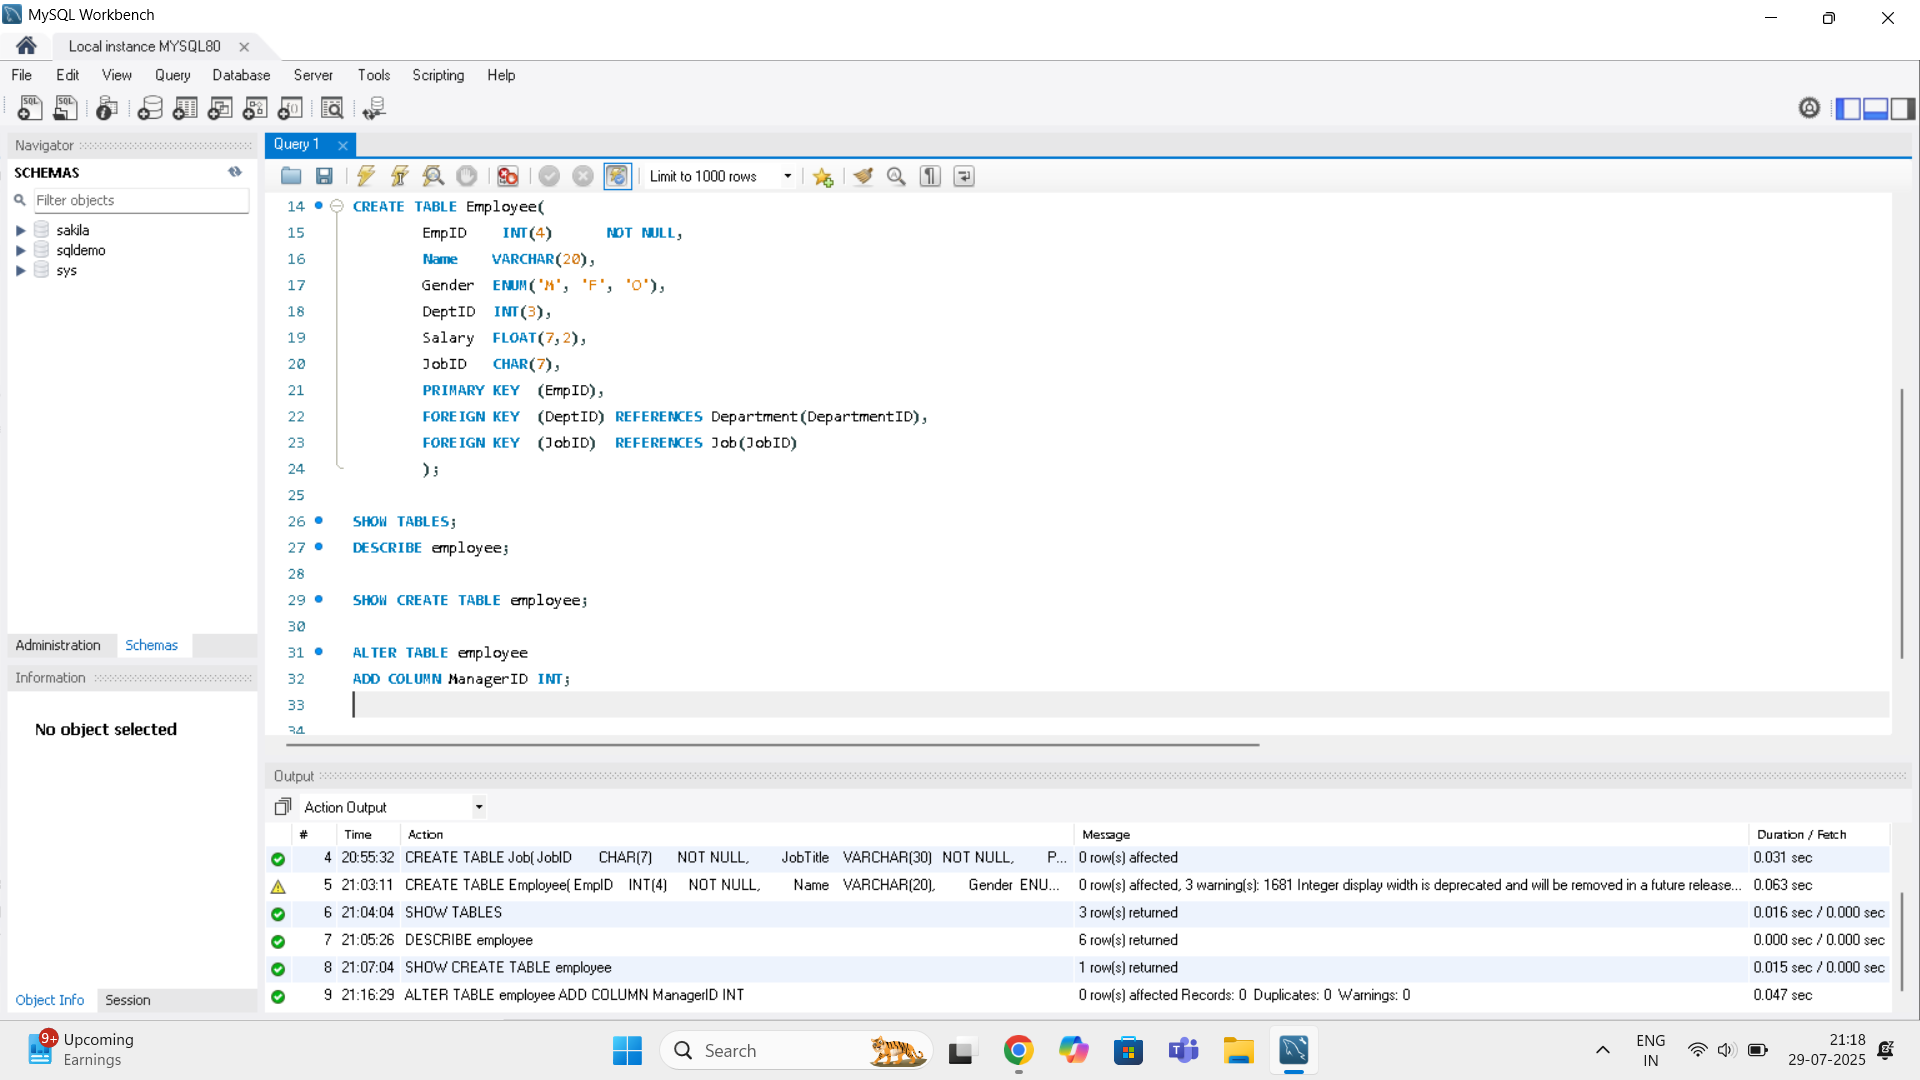 MySQL Workbench
Local instance MYSQL80
File Edit View Query Database Server Tools Scripting Help
Navigator
SCHEMAS
Filter objects
sakila
sqldemo
sys
Administration Schemas
Information
No object selected
Object Info Session
Query 1
Limit to 1000 rows
14 CREATE TABLE Employee(
15 EmpID INT(4) NOT NULL,
16 Name VARCHAR(20),
17 Gender ENUM('M', 'F', 'O'),
18 DeptID INT(3),
19 Salary FLOAT(7,2),
20 JobID CHAR(7),
21 PRIMARY KEY (EmpID),
22 FOREIGN KEY (DeptID) REFERENCES Department(DepartmentID),
23 FOREIGN KEY (JobID) REFERENCES Job(JobID)
24 );
25
26 SHOW TABLES;
27 DESCRIBE employee;
28
29 SHOW CREATE TABLE employee;
30
31 ALTER TABLE employee
32 ADD COLUMN ManagerID INT;
33
34
Output
Action Output
# Time Action Message Duration / Fetch
4 20:55:32 CREATE TABLE Job( JobID CHAR(7) NOT NULL, JobTitle VARCHAR(30) NOT NULL, P... 0 row(s) affected 0.031 sec
5 21:03:11 CREATE TABLE Employee( EmpID INT(4) NOT NULL, Name VARCHAR(20), Gender ENU... 0 row(s) affected, 3 warning(s): 1681 Integer display width is deprecated and will be removed in a future release... 0.063 sec
6 21:04:04 SHOW TABLES 3 row(s) returned 0.016 sec / 0.000 sec
7 21:05:26 DESCRIBE employee 6 row(s) returned 0.000 sec / 0.000 sec
8 21:07:04 SHOW CREATE TABLE employee 1 row(s) returned 0.015 sec / 0.000 sec
9 21:16:29 ALTER TABLE employee ADD COLUMN ManagerID INT 0 row(s) affected Records: 0 Duplicates: 0 Warnings: 0 0.047 sec
9+
Upcoming
Earnings
Search
ENG
IN
21:18
29-07-2025